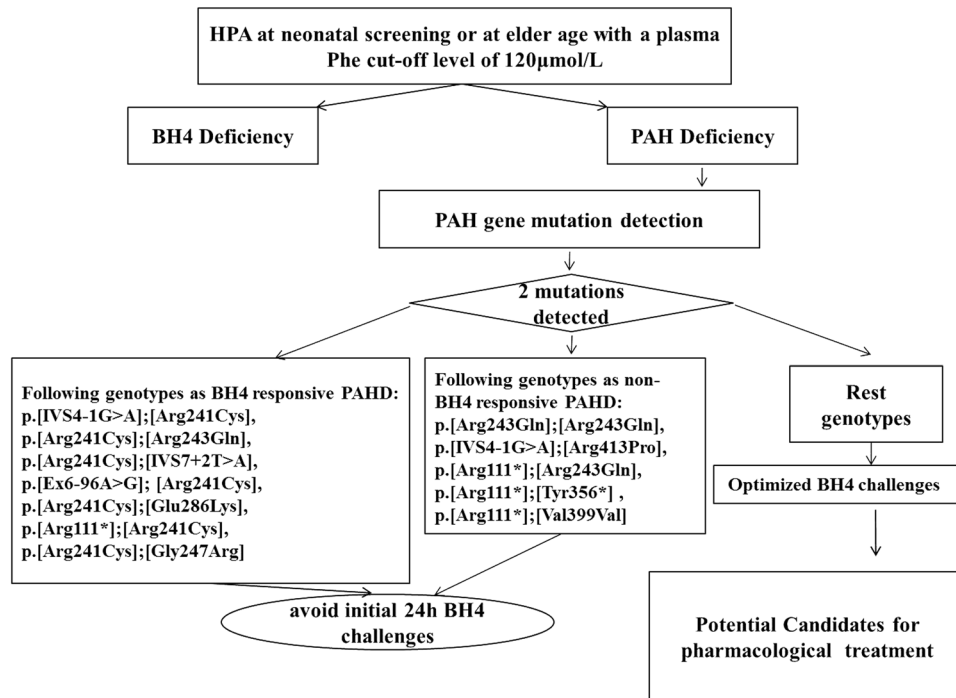 HPA at neonatal screening or at elder age with a plasma
Phe cut-off level of 120μmol/L
BH4 Deficiency
PAH Deficiency
PAH gene mutation detection
2 mutations
detected
Following genotypes as BH4 responsive PAHD:
p.[IVS4-1G>A];[Arg241Cys],
p.[Arg241Cys];[Arg243Gln],
p.[Arg241Cys];[IVS7+2T>A],
p.[Ex6-96A>G]; [Arg241Cys],
p.[Arg241Cys];[Glu286Lys],
p.[Arg111*];[Arg241Cys],
p.[Arg241Cys];[Gly247Arg]
Following genotypes as non-
BH4 responsive PAHD:
p.[Arg243Gln];[Arg243Gln],
p.[IVS4-1G>A];[Arg413Pro],
p.[Arg111*];[Arg243Gln],
p.[Arg111*];[Tyr356*] ,
p.[Arg111*];[Val399Val]
Rest
genotypes
Optimized BH4 challenges
avoid initial 24h BH4
challenges
Potential Candidates for
pharmacological treatment